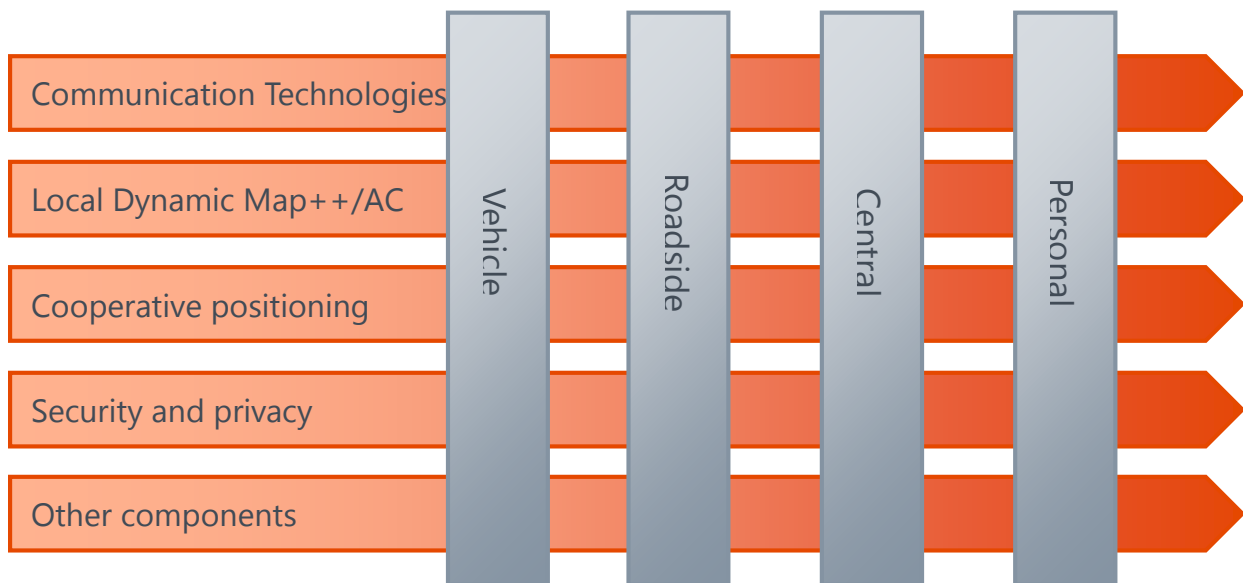 Communication Technologies
Local Dynamic Map++/AC
Cooperative positioning
Security and privacy
Other components
Vehicle
Roadside
Central
Personal